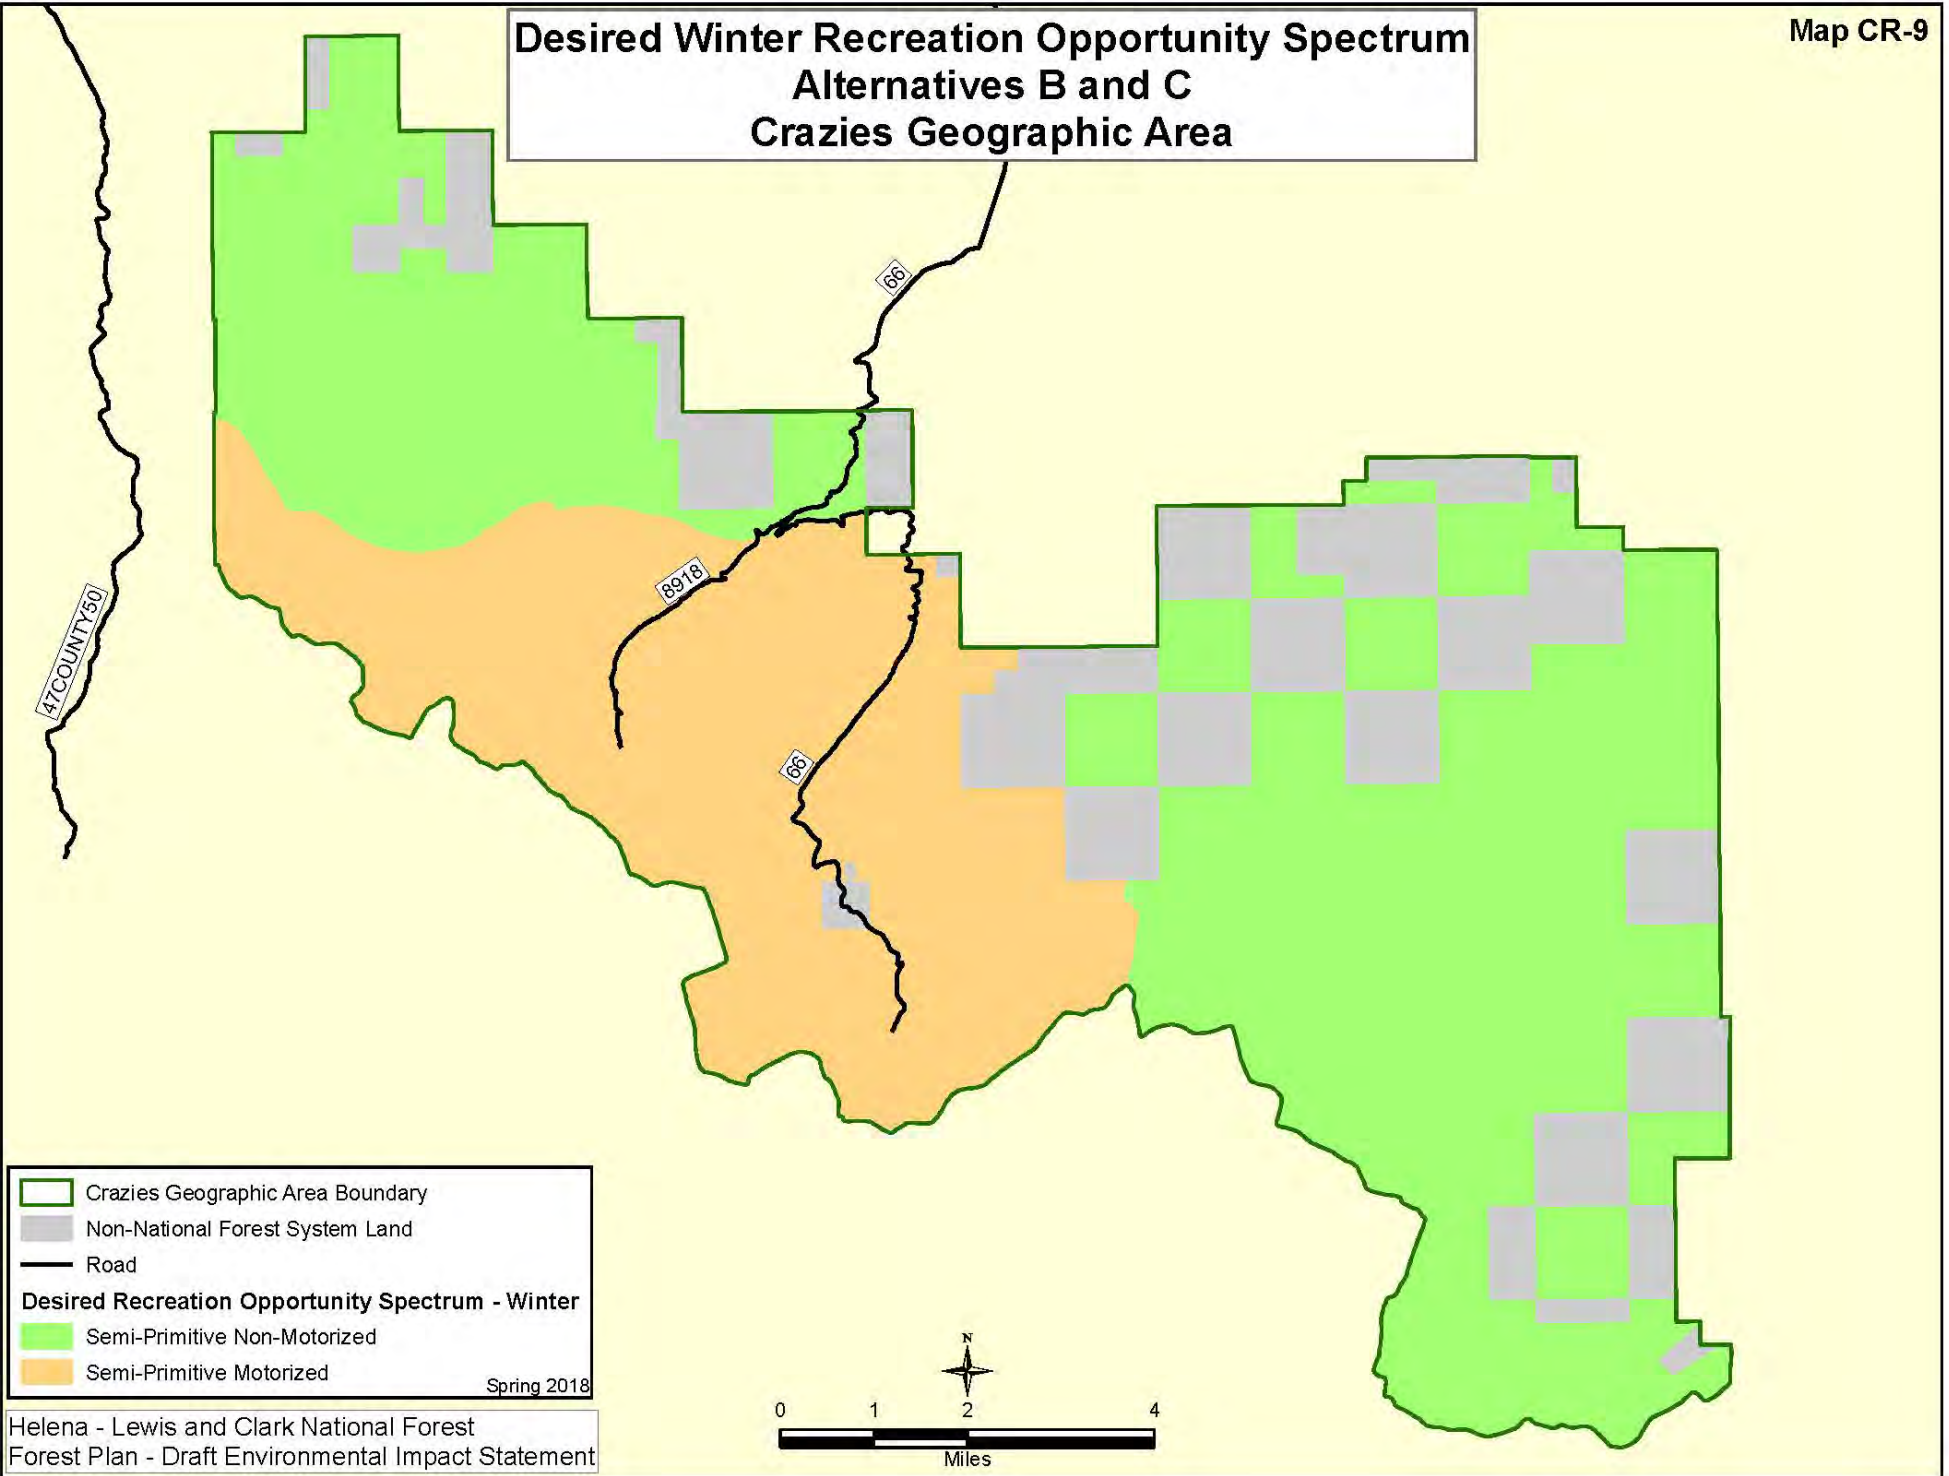 Desired Winter Recreation Opportunity Spectrum
Alternatives B and C
Crazies Geographic Area
Map CR-9
66
8918
47COUNTY50
66
Crazies Geographic Area Boundary
Non-National Forest System Land
Road
Desired Recreation Opportunity Spectrum - Winter
Semi-Primitive Non-Motorized
Semi-Primitive Motorized
Spring 2018
Helena - Lewis and Clark National Forest
Forest Plan - Draft Environmental Impact Statement
N
0 1 2 4
Miles